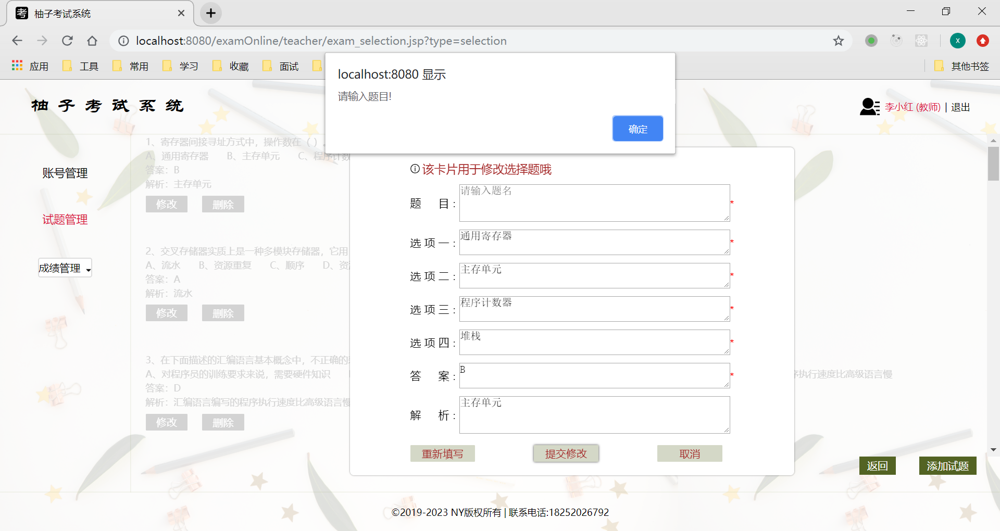 柚子考试系统
localhost:8080/examOnline/teacher/exam_selection.jsp?type=selection
x
应用 工具 常用 学习 收藏 面试 其他书签
localhost:8080 显示
请输入题目!
确定
柚子考试系统
李小红 (教师) | 退出
账号管理
试题管理
成绩管理
1、寄存器间接寻址方式中，操作数在（ ）。
A、通用寄存器 B、主存单元 C、程序计数
答案：B
解析：主存单元
修改 删除
2、交叉存储器实质上是一种多模块存储器，它用
A、流水 B、资源重复 C、顺序 D、资
答案：A
解析：流水
修改 删除
3、在下面描述的汇编语言基本概念中，不正确的
A、对程序员的训练要求来说，需要硬件知识 序执行速度比高级语言慢
答案：D
解析：汇编语言编写的程序执行速度比高级语言慢
修改 删除
该卡片用于修改选择题哦
题 目： 请输入题名 *
选项一： 通用寄存器 *
选项二： 主存单元 *
选项三： 程序计数器 *
选项四： 堆栈 *
答 案： B *
解 析： 主存单元
重新填写 提交修改 取消
返回 添加试题
©2019-2023 NY版权所有 | 联系电话:18252026792